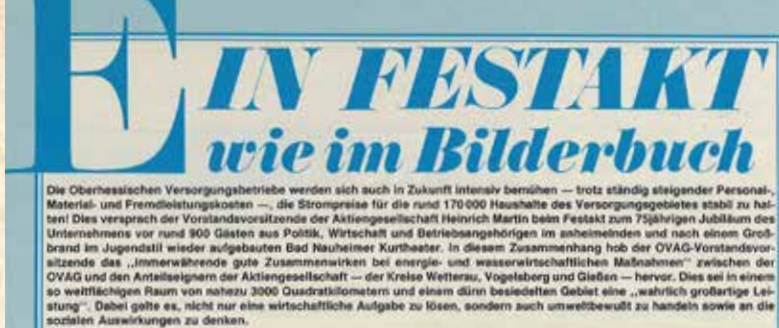 EIN FESTAKT
wie im Bilderbuch
Die Oberhessischen Versorgungsbetriebe werden sich auch in Zukunft intensiv bemühen — trotz ständig steigender Personal-
Material- und Fremdleistungskosten —, die Strompreise für die rund 170 000 Haushalte des Versorgungsgebietes stabil zu hal-
ten! Dies versprach der Vorstandsvorsitzende der Aktiengesellschaft Heinrich Martin beim Festakt zum 75jährigen Jubiläum des
Unternehmens vor rund 900 Gästen aus Politik, Wirtschaft und Betriebsangehörigen im anheimelnden und nach einem Groß-
brand im Jugendstil wieder aufgebauten Bad Nauheimer Kurtheater. In diesem Zusammenhang hob der OVAG-Vorstandsvor-
sitzende das „immerwährende gute Zusammenwirken bei energie- und wasserwirtschaftlichen Maßnahmen" zwischen der
OVAG und den Anteilseignern der Aktiengesellschaft — der Kreise Wetterau, Vogelsberg und Gießen — hervor. Dies sei in einem
so weitflächigen Raum von nahezu 3000 Quadratkilometern und einem dünn besiedelten Gebiet eine „wahrlich großartige Lei-
stung". Dabei gelte es, nicht nur eine wirtschaftliche Aufgabe zu lösen, sondern auch umweltbewußt zu handeln sowie an die
sozialen Auswirkungen zu denken.